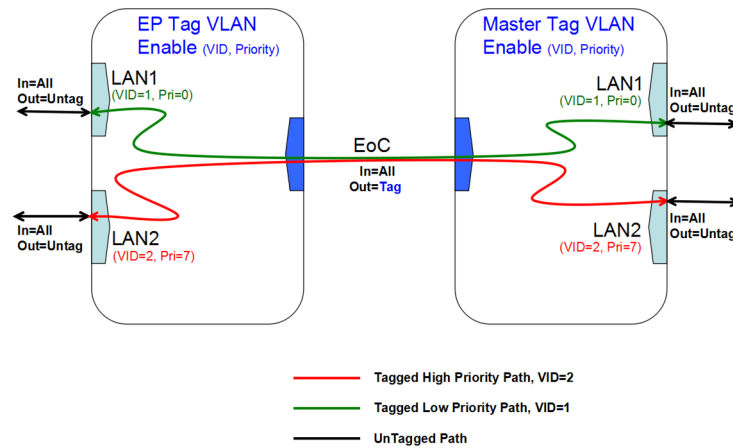 EP Tag VLAN
Enable (VID, Priority)
Master Tag VLAN
Enable (VID, Priority)
In=All
Out=Untag
LAN1
(VID=1, Pri=0)
LAN1
(VID=1, Pri=0)
In=All
Out=Untag
EoC
In=All
Out=Tag
In=All
Out=Untag
LAN2
(VID=2, Pri=7)
LAN2
(VID=2, Pri=7)
In=All
Out=Untag
Tagged High Priority Path, VID=2
Tagged Low Priority Path, VID=1
UnTagged Path